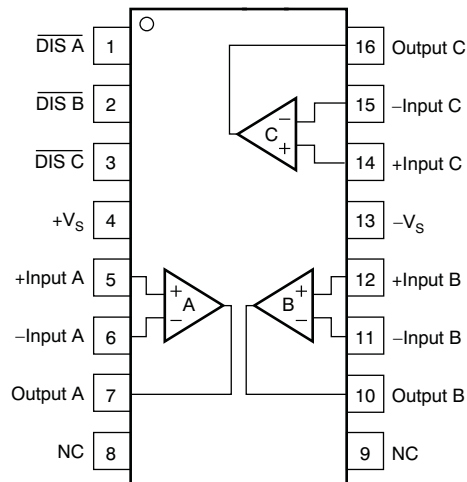 DIS A 1 16 Output C
DIS B 2 15 −Input C
C − +
DIS C 3 14 +Input C
+VS 4 13 −VS
+Input A 5 12 +Input B
+ − A B + −
−Input A 6 11 −Input B
Output A 7 10 Output B
NC 8 9 NC